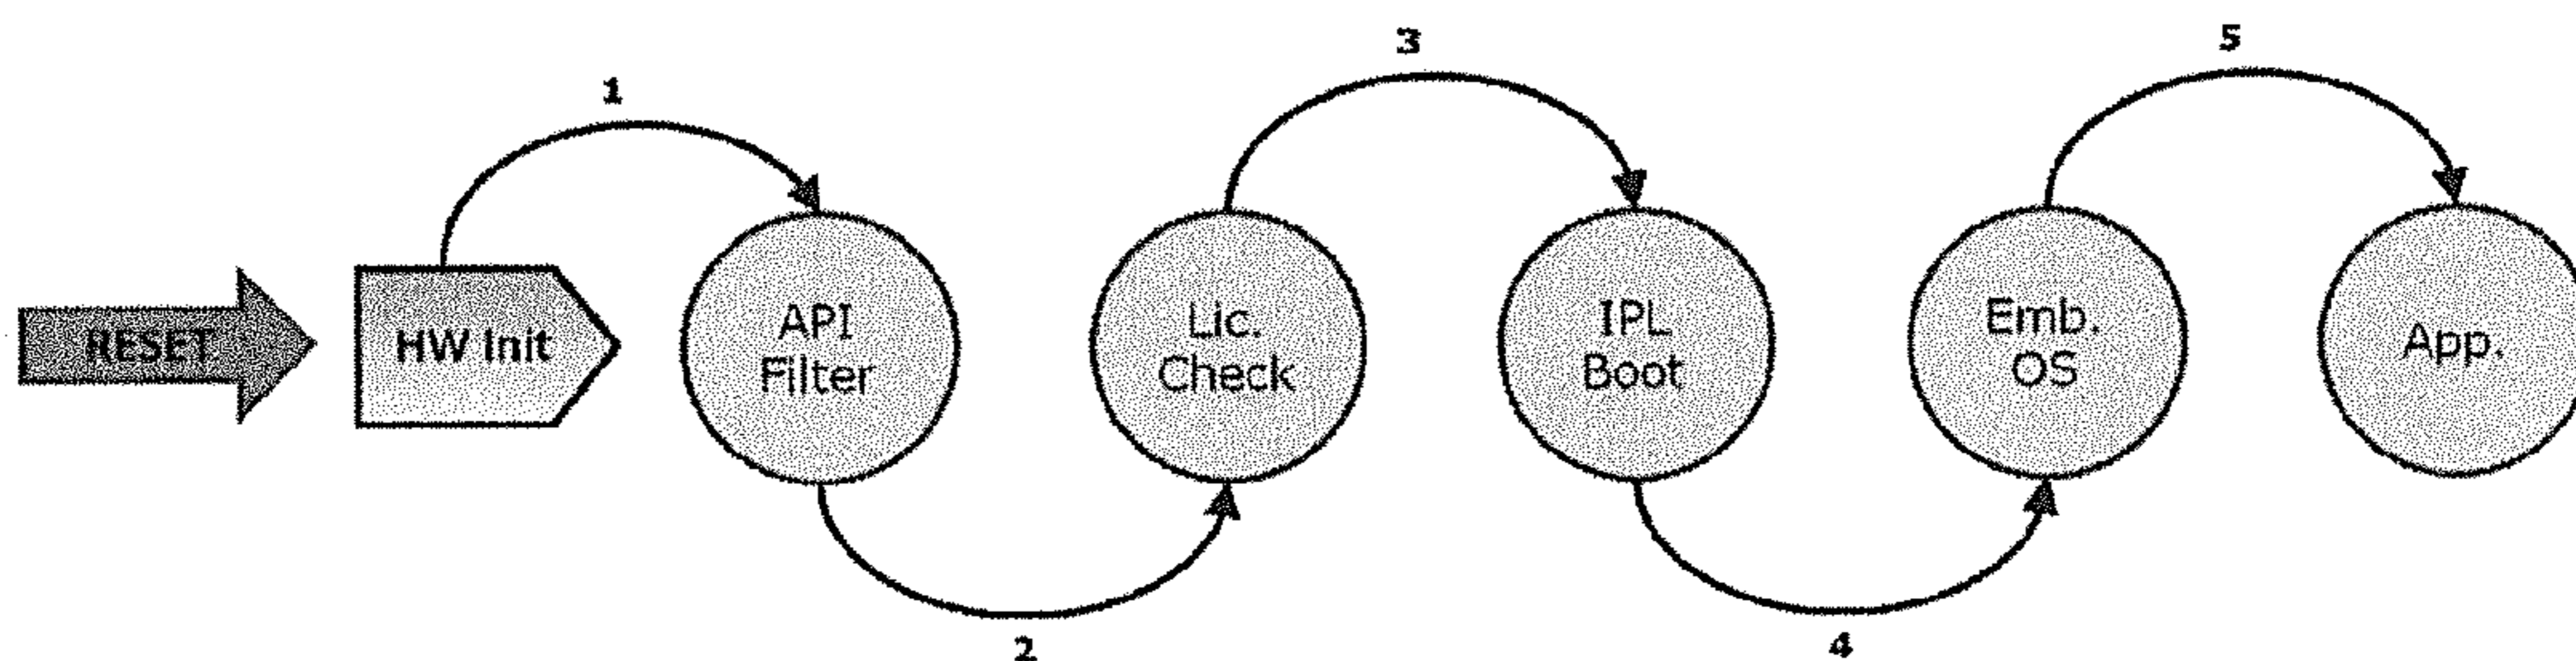 1
3
5
RESET
HW Init
API
Filter
Lic.
Check
IPL
Boot
Emb.
OS
App.
2
4